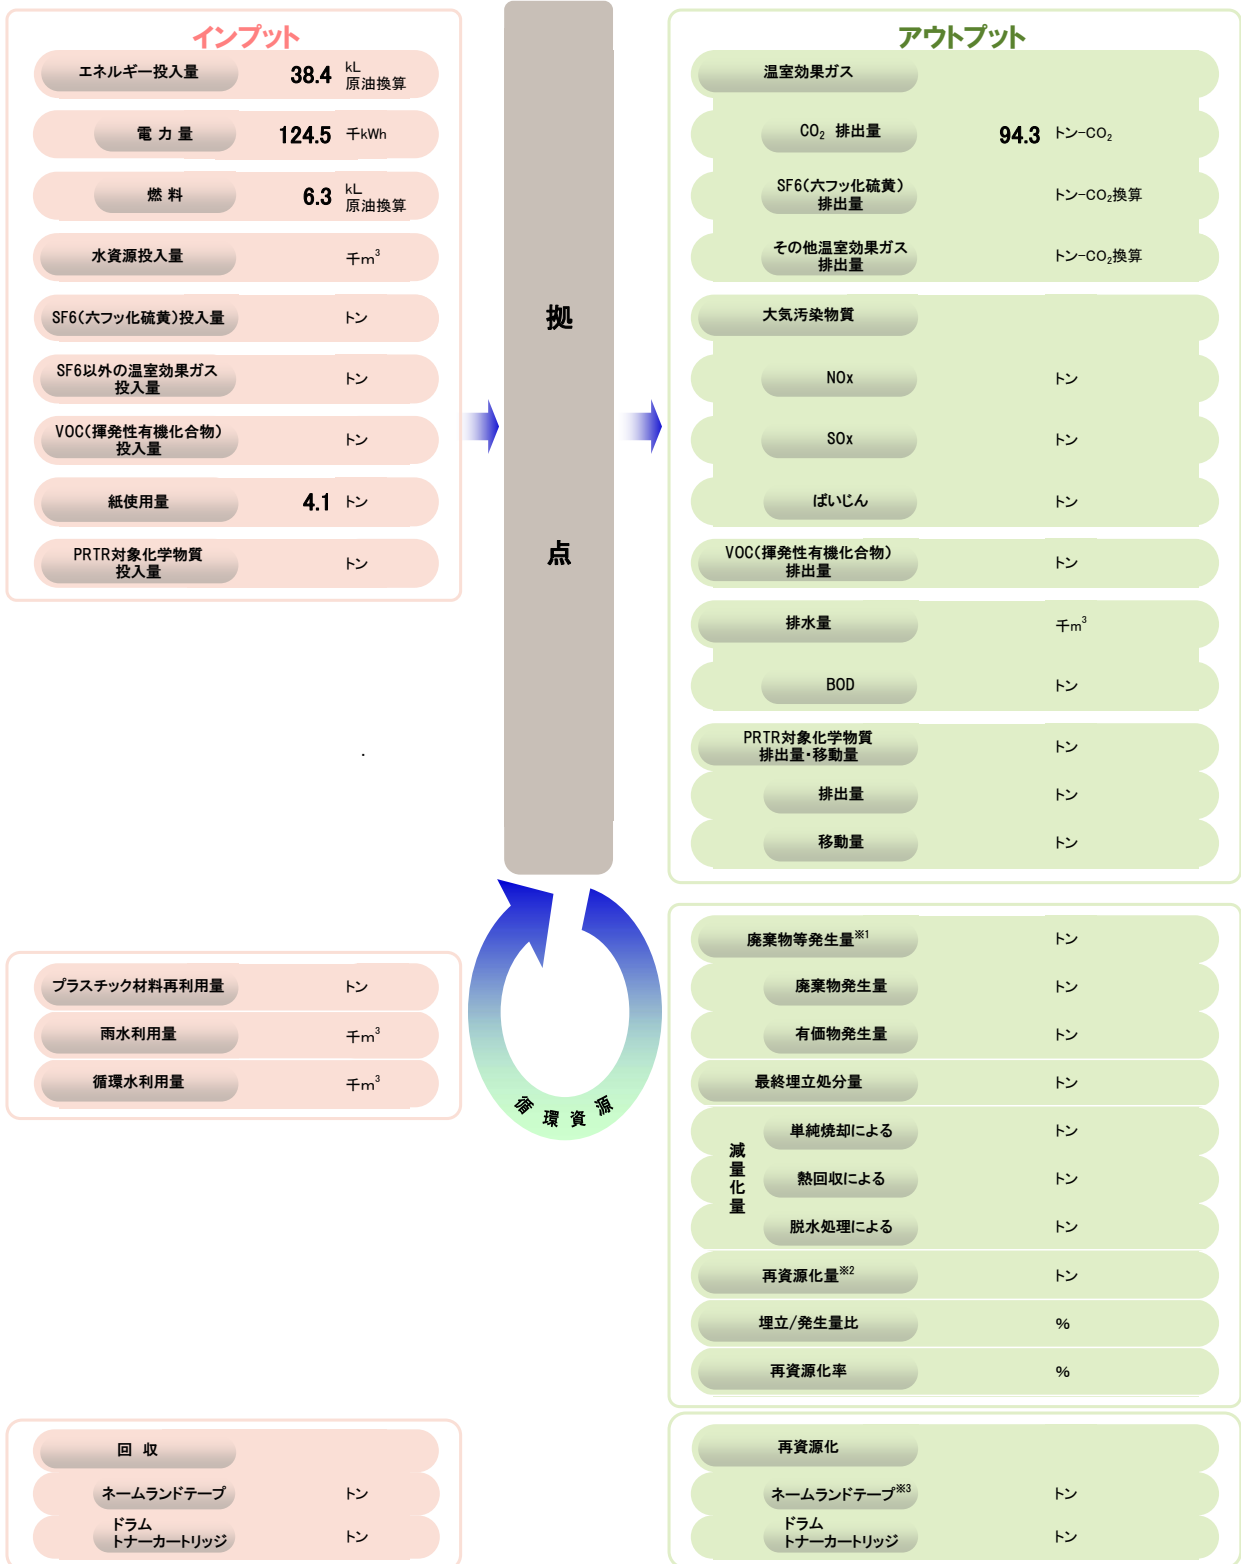 インプット
エネルギー投入量 38.4 kL
原油換算
電 力 量 124.5 千kWh
燃 料 6.3 kL
原油換算
水資源投入量 千m³
SF6(六フッ化硫黄)投入量 トン
SF6以外の温室効果ガス
投入量 トン
VOC(揮発性有機化合物)
投入量 トン
紙使用量 4.1 トン
PRTR対象化学物質
投入量 トン
拠
点
アウトプット
温室効果ガス
CO₂ 排出量 94.3 トン-CO₂
SF6(六フッ化硫黄)
排出量 トン-CO₂換算
その他温室効果ガス
排出量 トン-CO₂換算
大気汚染物質
NOx トン
SOx トン
ばいじん トン
VOC(揮発性有機化合物)
排出量 トン
排水量 千m³
BOD トン
PRTR対象化学物質
排出量・移動量 トン
排出量 トン
移動量 トン
プラスチック材料再利用量 トン
雨水利用量 千m³
循環水利用量 千m³
循環資源
廃棄物等発生量※1 トン
廃棄物発生量 トン
有価物発生量 トン
最終埋立処分量 トン
減量化量
単純焼却による トン
熱回収による トン
脱水処理による トン
再資源化量※2 トン
埋立/発生量比 %
再資源化率 %
回 収
ネームランドテープ トン
ドラム
トナーカートリッジ トン
再資源化
ネームランドテープ※3 トン
ドラム
トナーカートリッジ トン